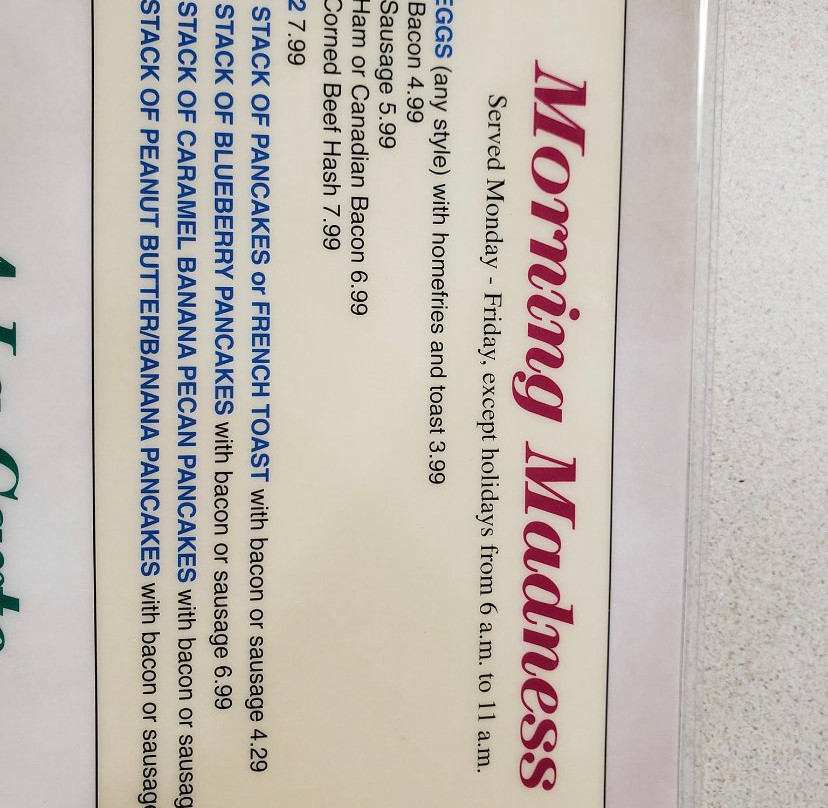 Morning Madness
Served Monday - Friday, except holidays from 6 a.m. to 11 a.m.
EGGS (any style) with homefries and toast 3.99
Bacon 4.99
Sausage 5.99
Ham or Canadian Bacon 6.99
Corned Beef Hash 7.99
2 7.99
STACK OF PANCAKES or FRENCH TOAST with bacon or sausage 4.29
STACK OF BLUEBERRY PANCAKES with bacon or sausage 6.99
STACK OF CARAMEL BANANA PECAN PANCAKES with bacon or sausag
STACK OF PEANUT BUTTER/BANANA PANCAKES with bacon or sausage
A La Carte